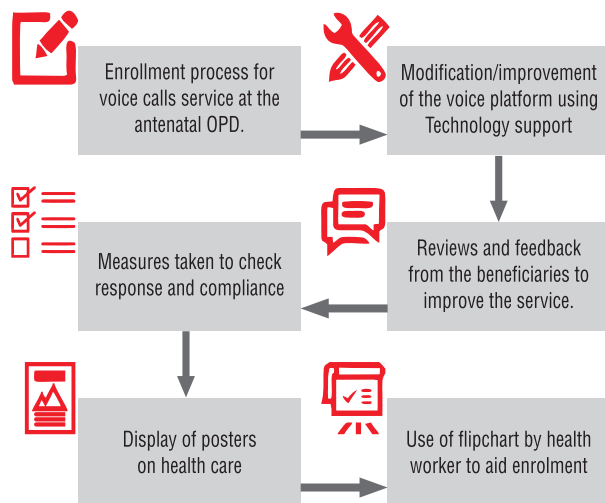 Enrollment process for
voice calls service at the
antenatal OPD.
Modification/improvement
of the voice platform using
Technology support
Reviews and feedback
from the beneficiaries to
improve the service.
Measures taken to check
response and compliance
Display of posters
on health care
Use of flipchart by health
worker to aid enrolment